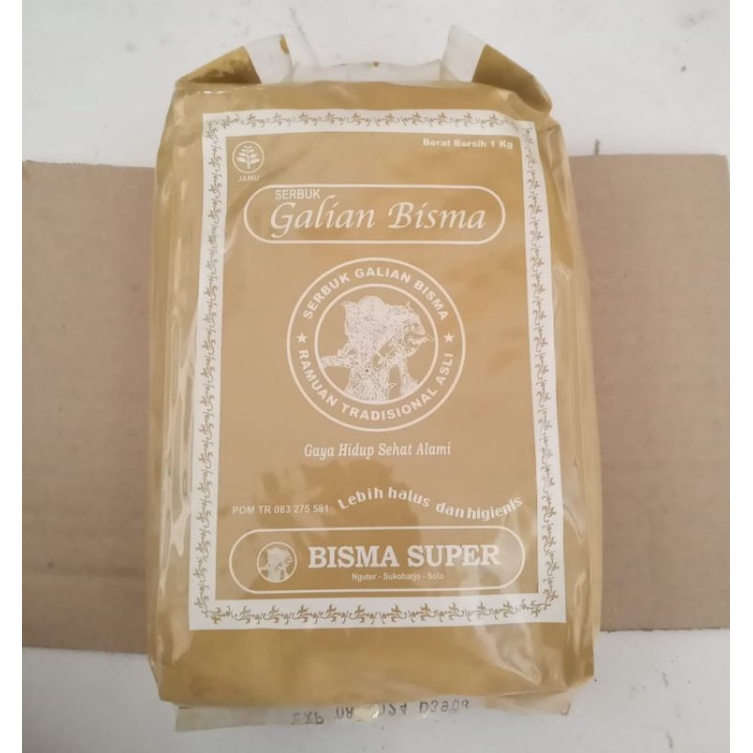 Berat Bersih 1 Kg
JAMU
SERBUK
Galian Bisma
SERBUK GALIAN BISMA
RAMUAN TRADISIONAL ASLI
Gaya Hidup Sehat Alami
Lebih halus dan higienis
POM TR 083 275 581
BISMA SUPER
Nguter - Sukoharjo - Solo
EXP